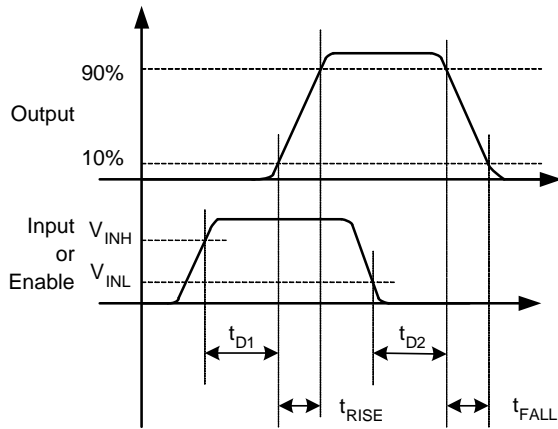 90%
Output
10%
Input
or
Enable
V_INH
V_INL
t_D1
t_D2
t_RISE
t_FALL